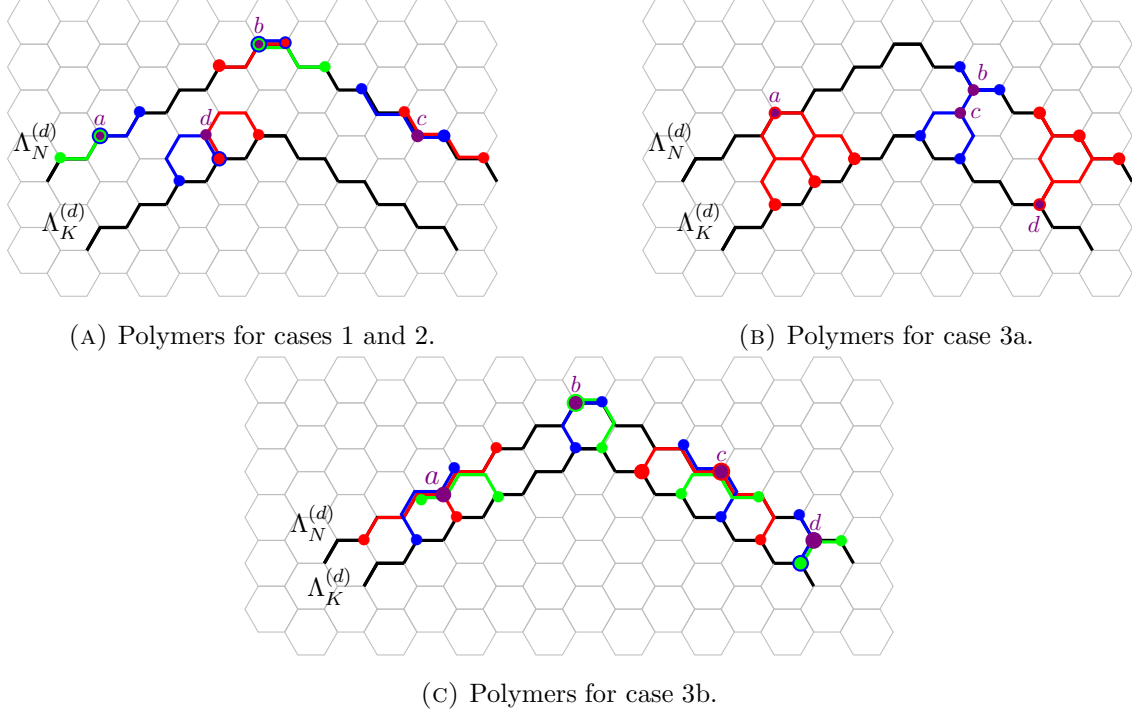 b
a
d
c
Λ_N^{(d)}
Λ_K^{(d)}
(A) Polymers for cases 1 and 2.
a
b
c
Λ_N^{(d)}
Λ_K^{(d)}
d
(B) Polymers for case 3a.
b
a
c
d
Λ_N^{(d)}
Λ_K^{(d)}
(C) Polymers for case 3b.